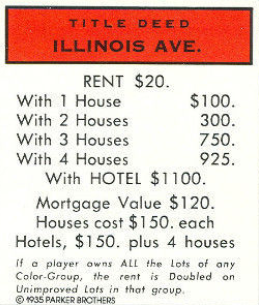 TITLE DEED
ILLINOIS AVE.
RENT $20.
With 1 House $100.
With 2 Houses 300.
With 3 Houses 750.
With 4 Houses 925.
With HOTEL $1100.
Mortgage Value $120.
Houses cost $150. each
Hotels, $150. plus 4 houses
If a player owns ALL the Lots of any
Color-Group, the rent is Doubled on
Unimproved Lots in that group.
© 1935 PARKER BROTHERS